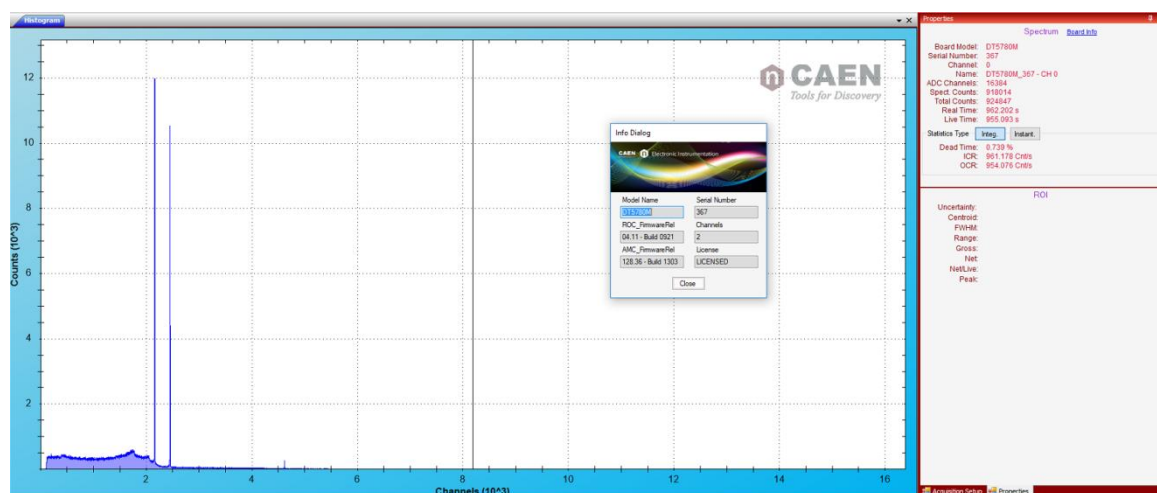 Histogram
Counts (10^3)
12
10
8
6
4
2
2
4
6
8
10
12
14
16
Channels (10^3)
CAEN
Tools for Discovery
Info Dialog
CAEN Electronic Instrumentation
Model Name Serial Number
DT5780M 367
ROC_FirmwareRel Channels
04.11 - Build 0921 2
AMC_FirmwareRel License
128.36 - Build 1303 LICENSED
Close
Properties
Spectrum Board Info
Board Model: DT5780M
Serial Number: 367
Channel: 0
Name: DT5780M_367 - CH 0
ADC Channels: 16384
Spect. Counts: 918014
Total Counts: 924847
Real Time: 962.202 s
Live Time: 955.093 s
Statistics Type Integ. Instant.
Dead Time: 0.739 %
ICR: 961.178 Cnt/s
OCR: 954.076 Cnt/s
ROI
Uncertainty:
Centroid:
FWHM:
Range:
Gross:
Net:
Net/Live:
Peak:
Acquisition Setup Properties